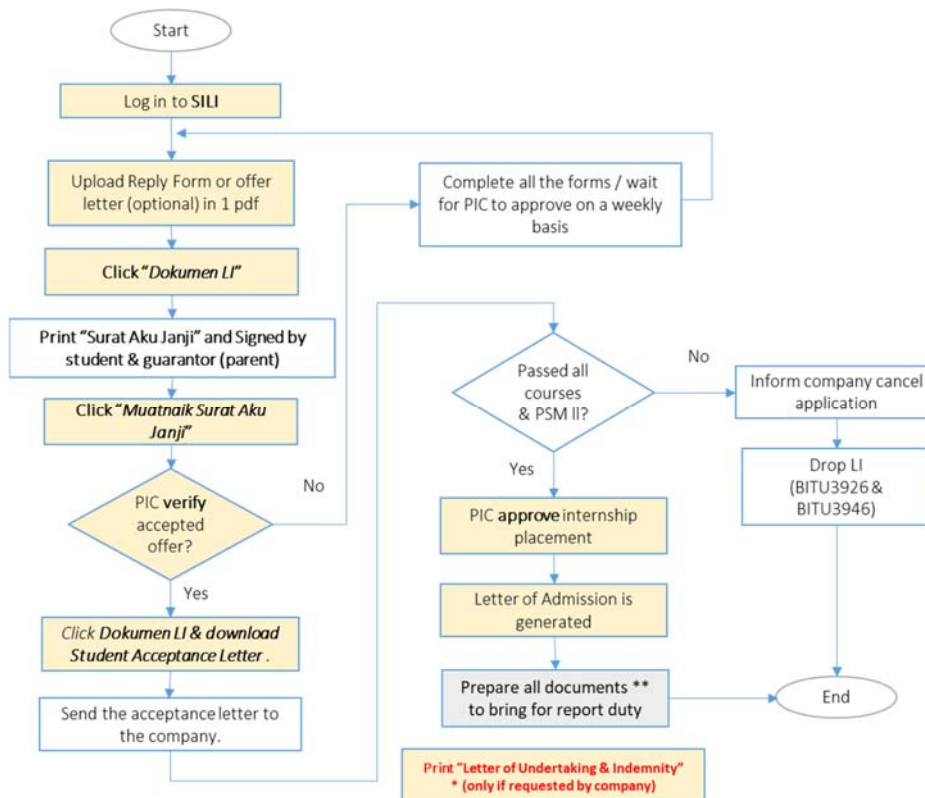 Start
Log in to SILI
Upload Reply Form or offer
letter (optional) in 1 pdf
Click “Dokumen LI”
Print “Surat Aku Janji” and Signed by
student & guarantor (parent)
Click “Muatnaik Surat Aku
Janji”
PIC verify
accepted
offer?
No
Complete all the forms / wait
for PIC to approve on a weekly
basis
Yes
Click Dokumen LI & download
Student Acceptance Letter .
Send the acceptance letter to
the company.
Passed all
courses
& PSM ll?
No
Inform company cancel
application
Drop LI
(BITU3926 &
BITU3946)
Yes
PIC approve internship
placement
Letter of Admission is
generated
Prepare all documents **
to bring for report duty
End
Print “Letter of Undertaking & Indemnity”
* (only if requested by company)